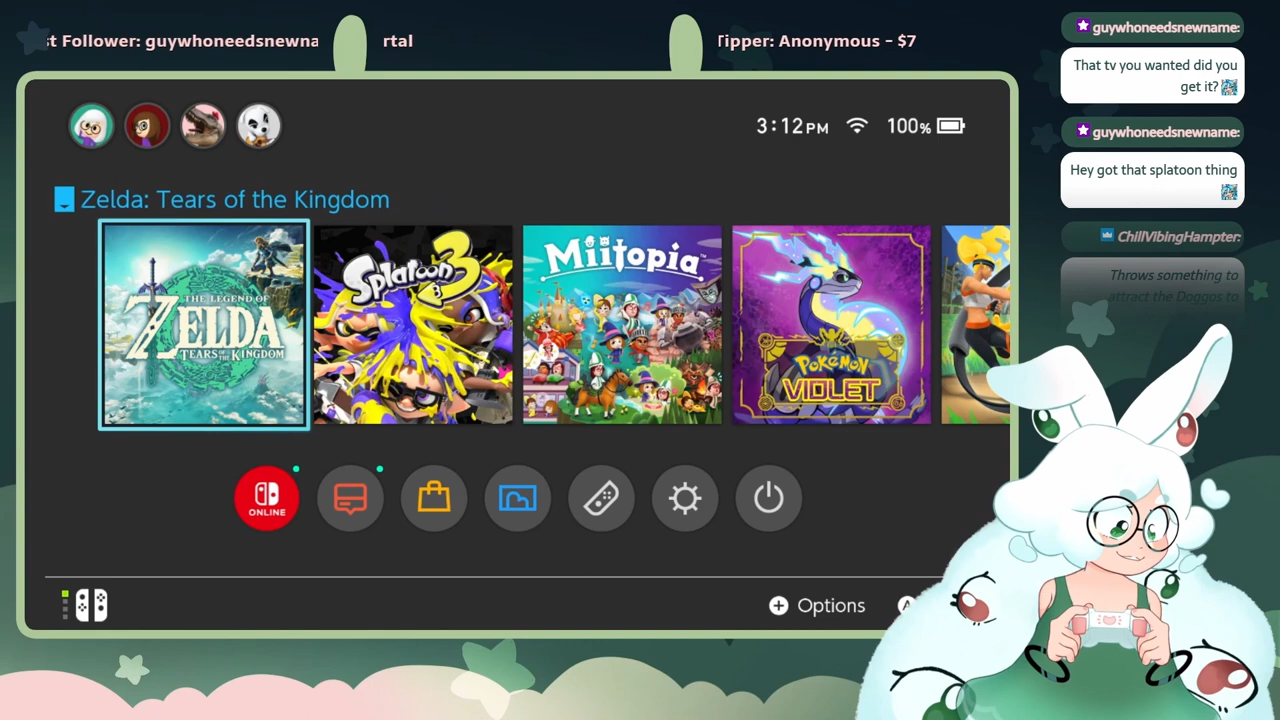 t Follower: guywhoneedsnewna
rtal
Tipper: Anonymous - $7
3:12PM
100%
Zelda: Tears of the Kingdom
THE LEGEND OF
ZELDA
TEARS OF THE KINGDOM
Splatoon 3
Miitopia
POKÉMON
VIOLET
ONLINE
Options
A
guywhoneedsnewname:
That tv you wanted did you
get it?
guywhoneedsnewname:
Hey got that splatoon thing
ChillVibingHampter:
Throws something to
attract the Doggos to